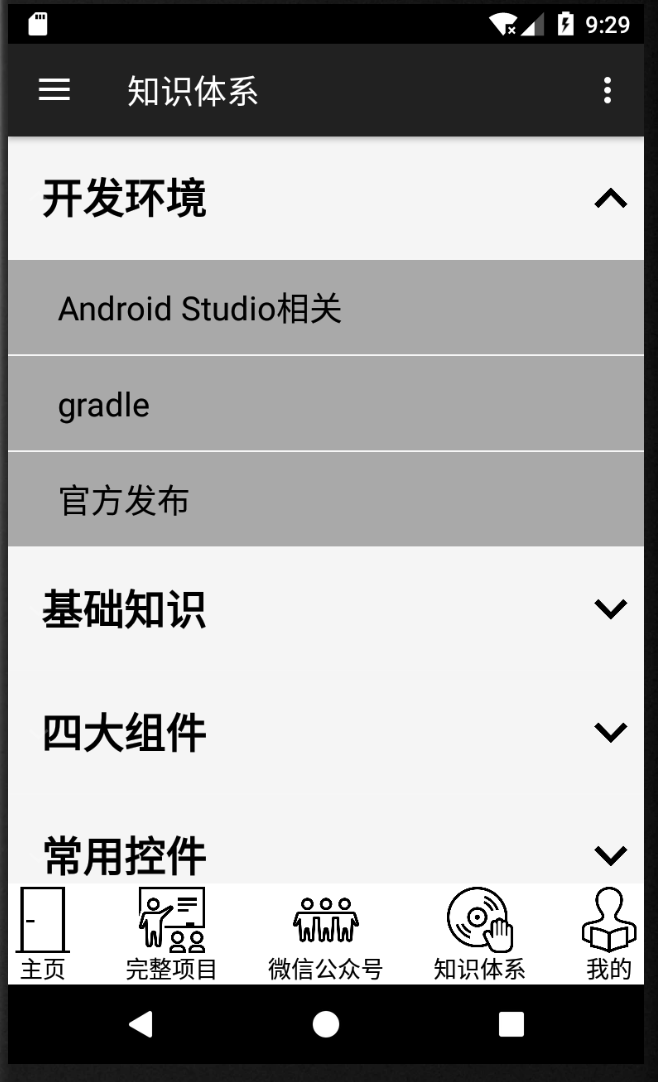 9:29
知识体系
开发环境
Android Studio相关
gradle
官方发布
基础知识
四大组件
常用控件
主页 完整项目 微信公众号 知识体系 我的